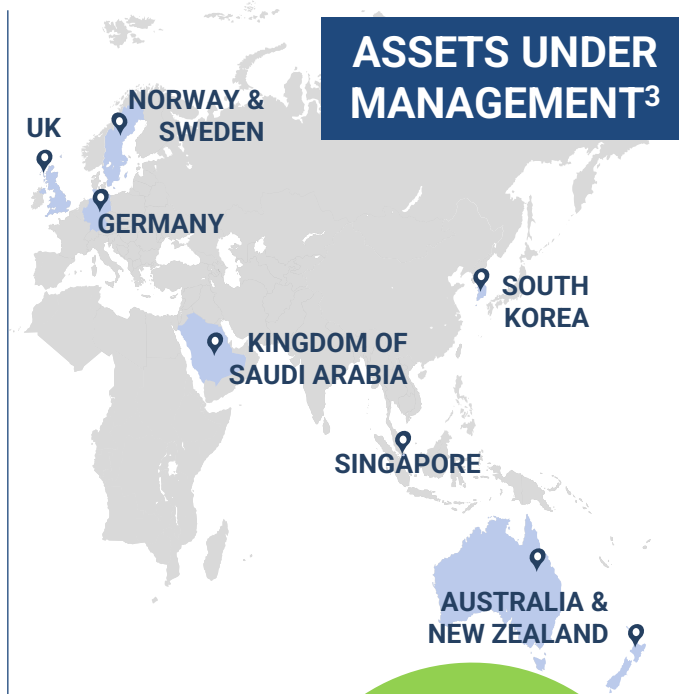 ASSETS UNDER
MANAGEMENT³
NORWAY &
SWEDEN
UK
GERMANY
SOUTH
KOREA
KINGDOM OF
SAUDI ARABIA
SINGAPORE
AUSTRALIA &
NEW ZEALAND